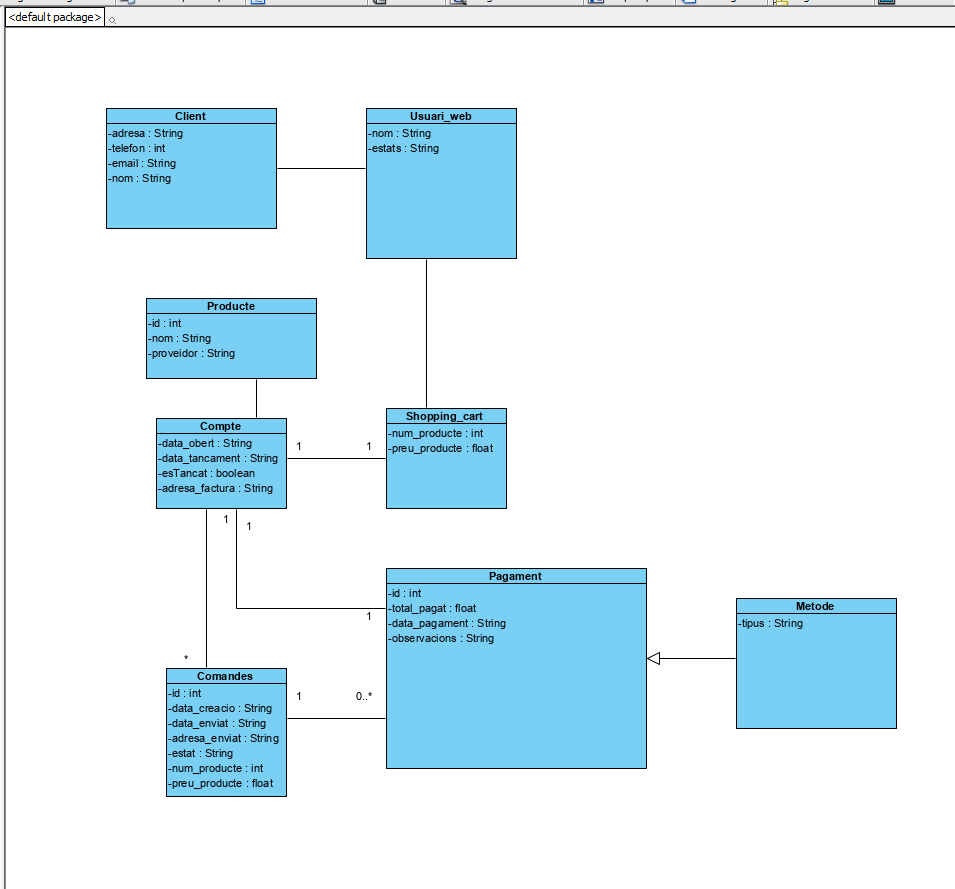 <default package>
Client
-adresa : String
-telefon : int
-email : String
-nom : String
Usuari_web
-nom : String
-estats : String
Producte
-id : int
-nom : String
-proveidor : String
Compte
-data_obert : String
-data_tancament : String
-esTancat : boolean
-adresa_factura : String
1
1
Shopping_cart
-num_producte : int
-preu_producte : float
1
1
Pagament
-id : int
-total_pagat : float
-data_pagament : String
-observacions : String
1
Metode
-tipus : String
*
Comandes
-id : int
-data_creacio : String
-data_enviat : String
-adresa_enviat : String
-estat : String
-num_producte : int
-preu_producte : float
1
0..*